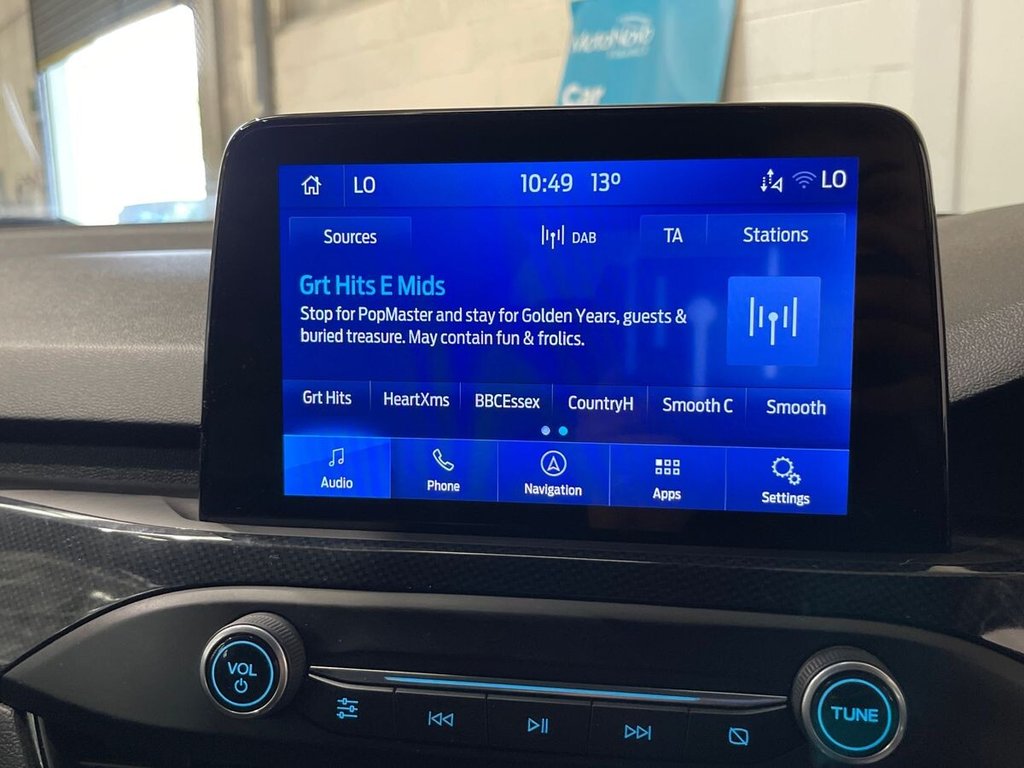 Car
LO 10:49 13° LO
Sources DAB TA Stations
Grt Hits E Mids
Stop for PopMaster and stay for Golden Years, guests &
buried treasure. May contain fun & frolics.
Grt Hits HeartXms BBCEssex CountryH Smooth C Smooth
Audio Phone Navigation Apps Settings
VOL TUNE